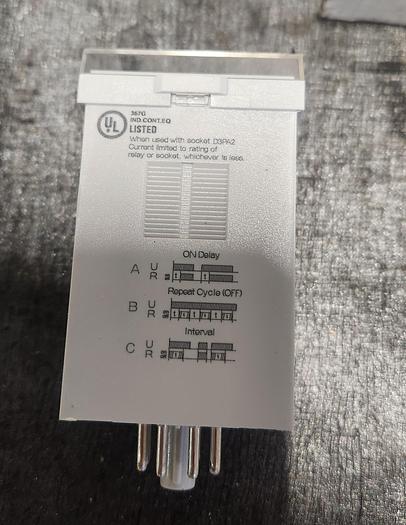 UL
367G
IND.CONT.EQ
LISTED
When used with socket D3PA2
Current limited to rating of
relay or socket, whichever is less.
ON Delay
A U
R t t
Repeat Cycle (OFF)
B U
R t t t t t
Interval
C U
R t t